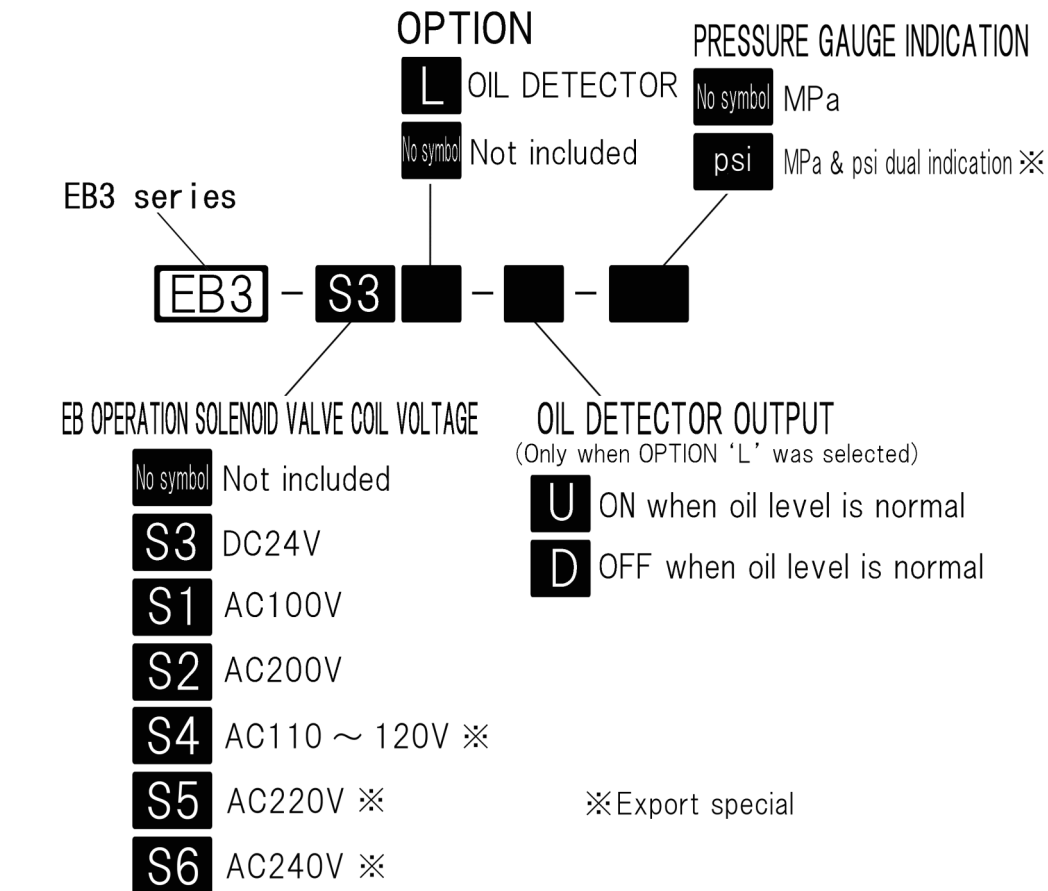 OPTION
L OIL DETECTOR
No symbol Not included
PRESSURE GAUGE INDICATION
No symbol MPa
psi MPa & psi dual indication※
EB3 series
EB3 - S3 - -
EB OPERATION SOLENOID VALVE COIL VOLTAGE
No symbol Not included
S3 DC24V
S1 AC100V
S2 AC200V
S4 AC110 ～ 120V ※
S5 AC220V ※
S6 AC240V ※
OIL DETECTOR OUTPUT
(Only when OPTION ‘L’ was selected)
U ON when oil level is normal
D OFF when oil level is normal
※Export special